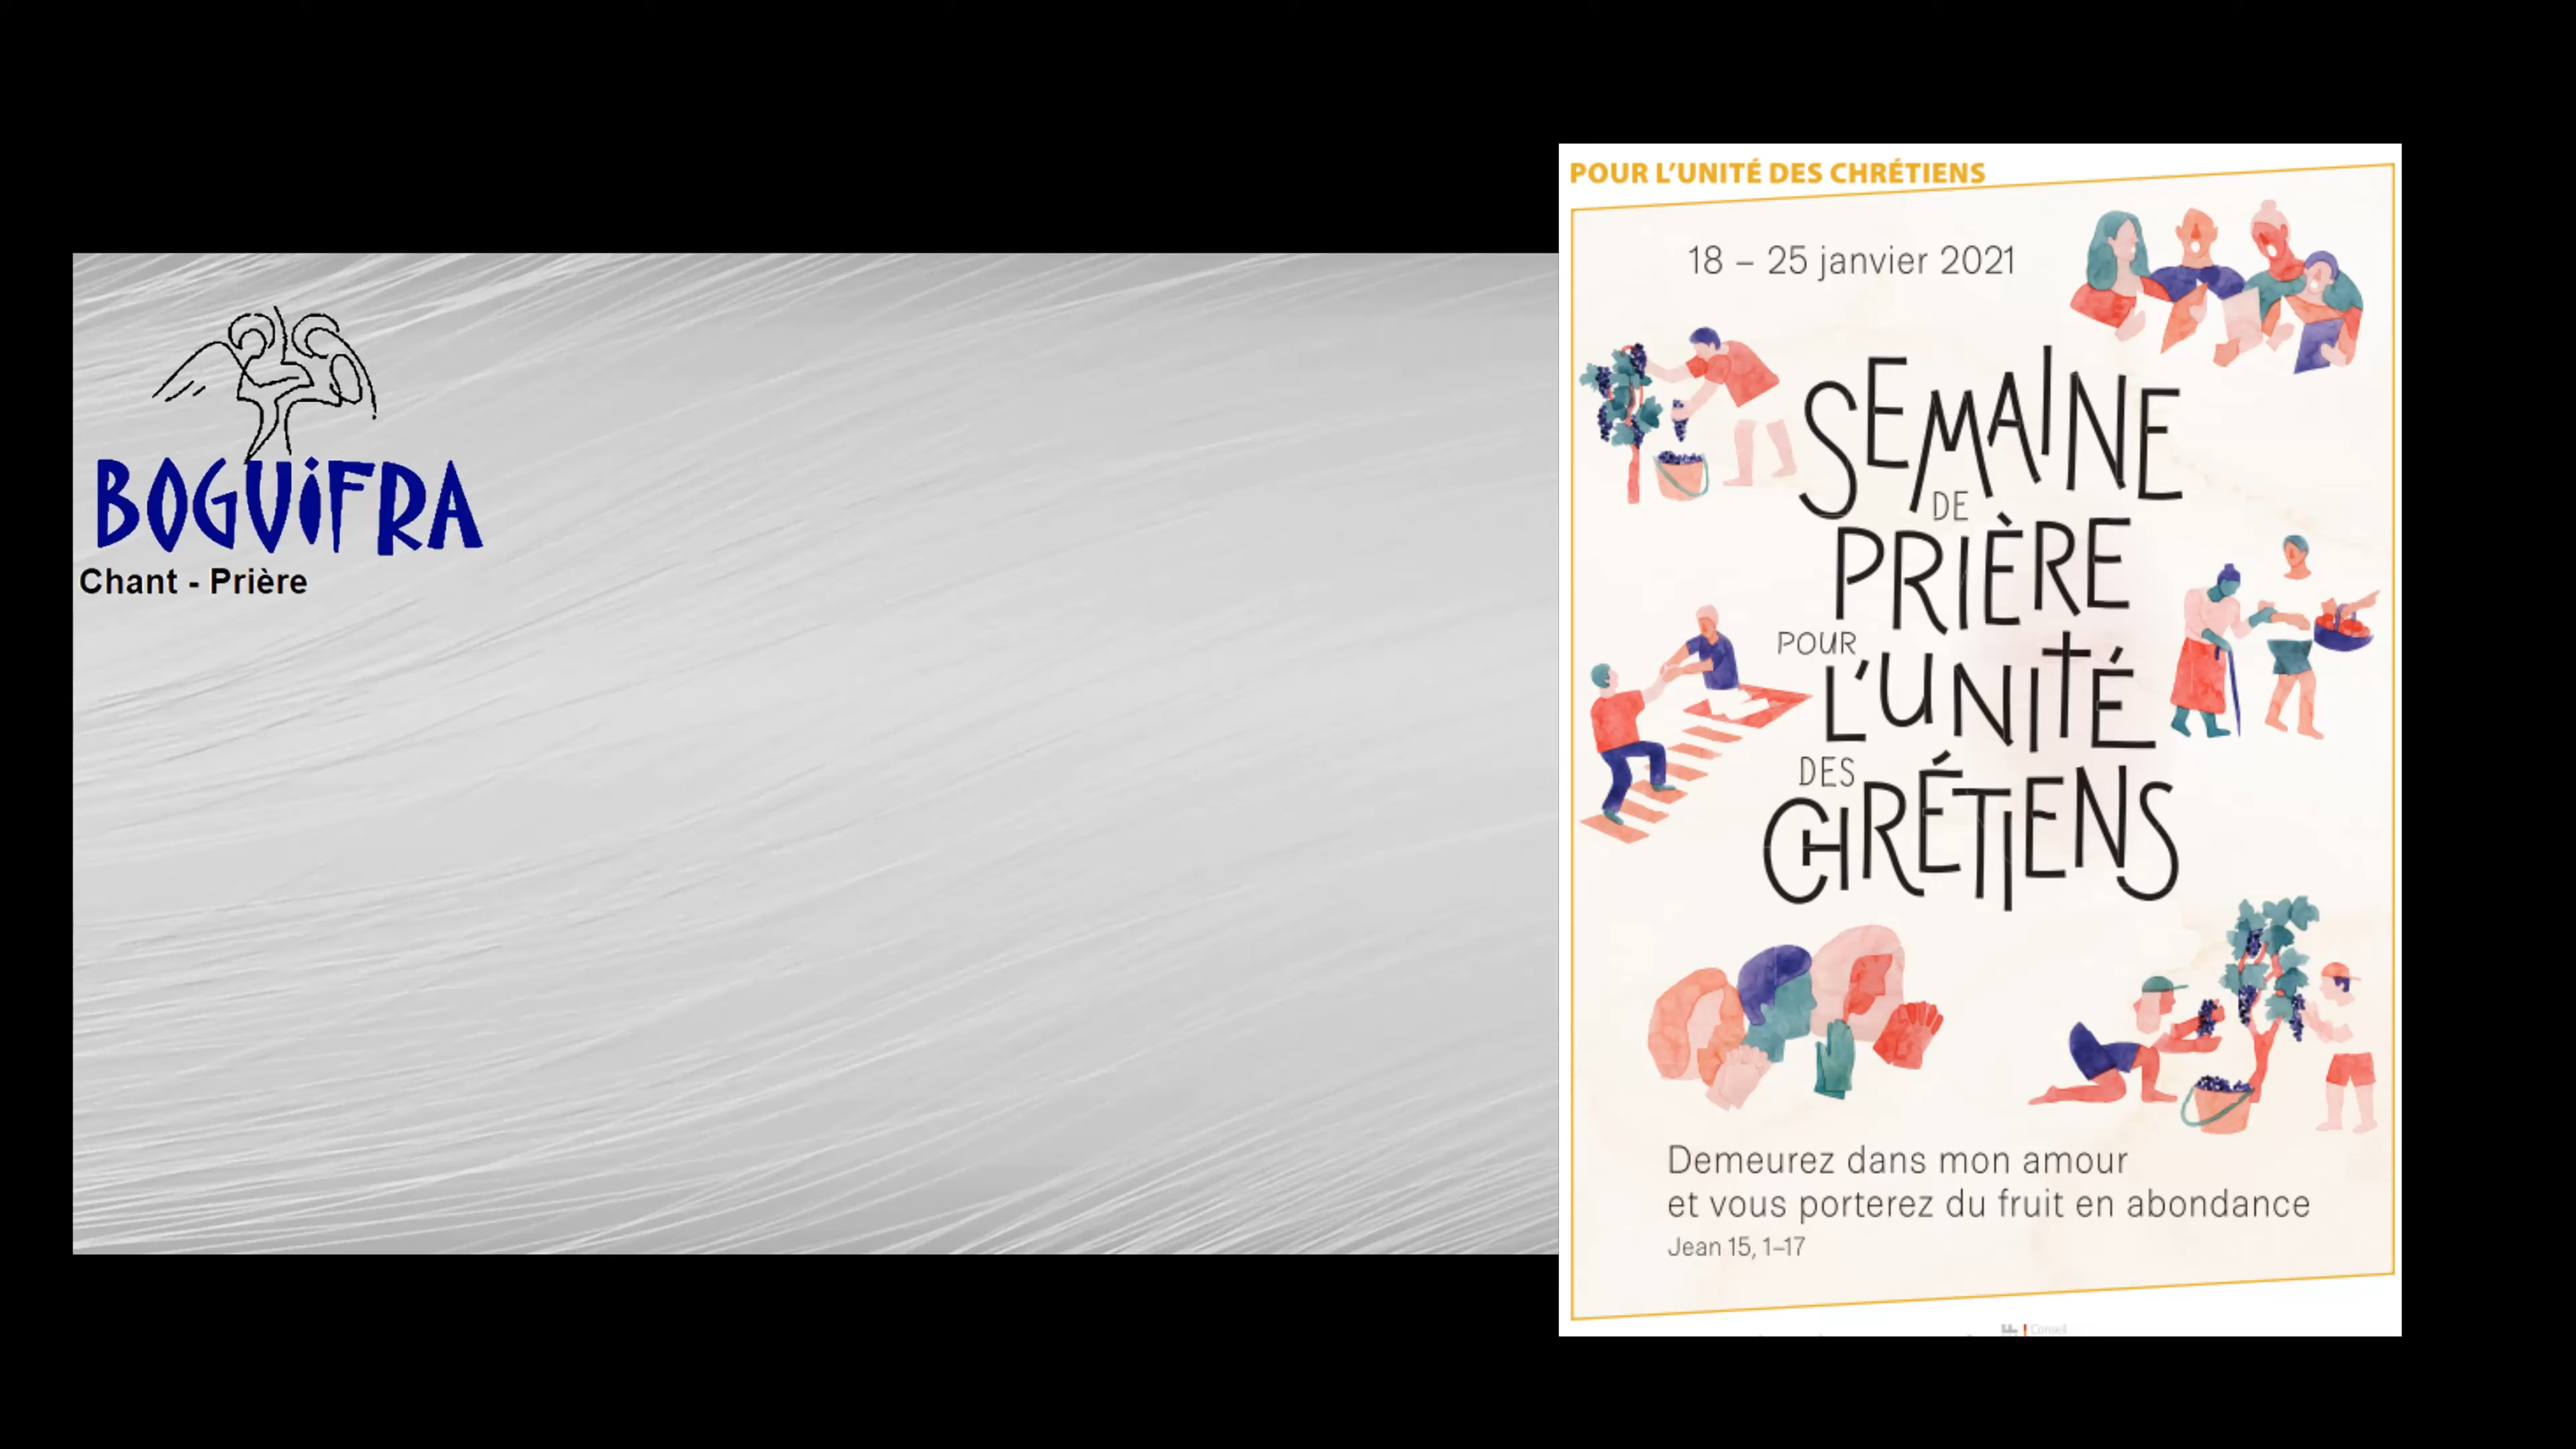 BOGUIFRA
Chant - Prière
POUR L'UNITÉ DES CHRÉTIENS
18 – 25 janvier 2021
SEMAINE
DE
PRIÈRE
POUR
L'UNITÉ
DES
CHRÉTIENS
Demeurez dans mon amour
et vous porterez du fruit en abondance
Jean 15, 1–17
Conseil